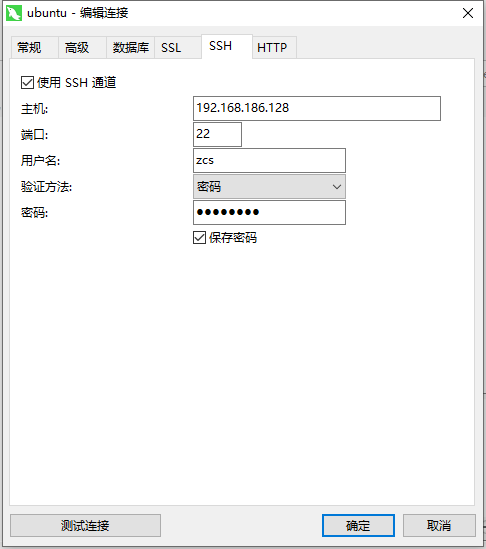 ubuntu - 编辑连接
常规 高级 数据库 SSL SSH HTTP
使用 SSH 通道
主机: 192.168.186.128
端口: 22
用户名: zcs
验证方法: 密码
密码: ●●●●●●●●
保存密码
测试连接 确定 取消